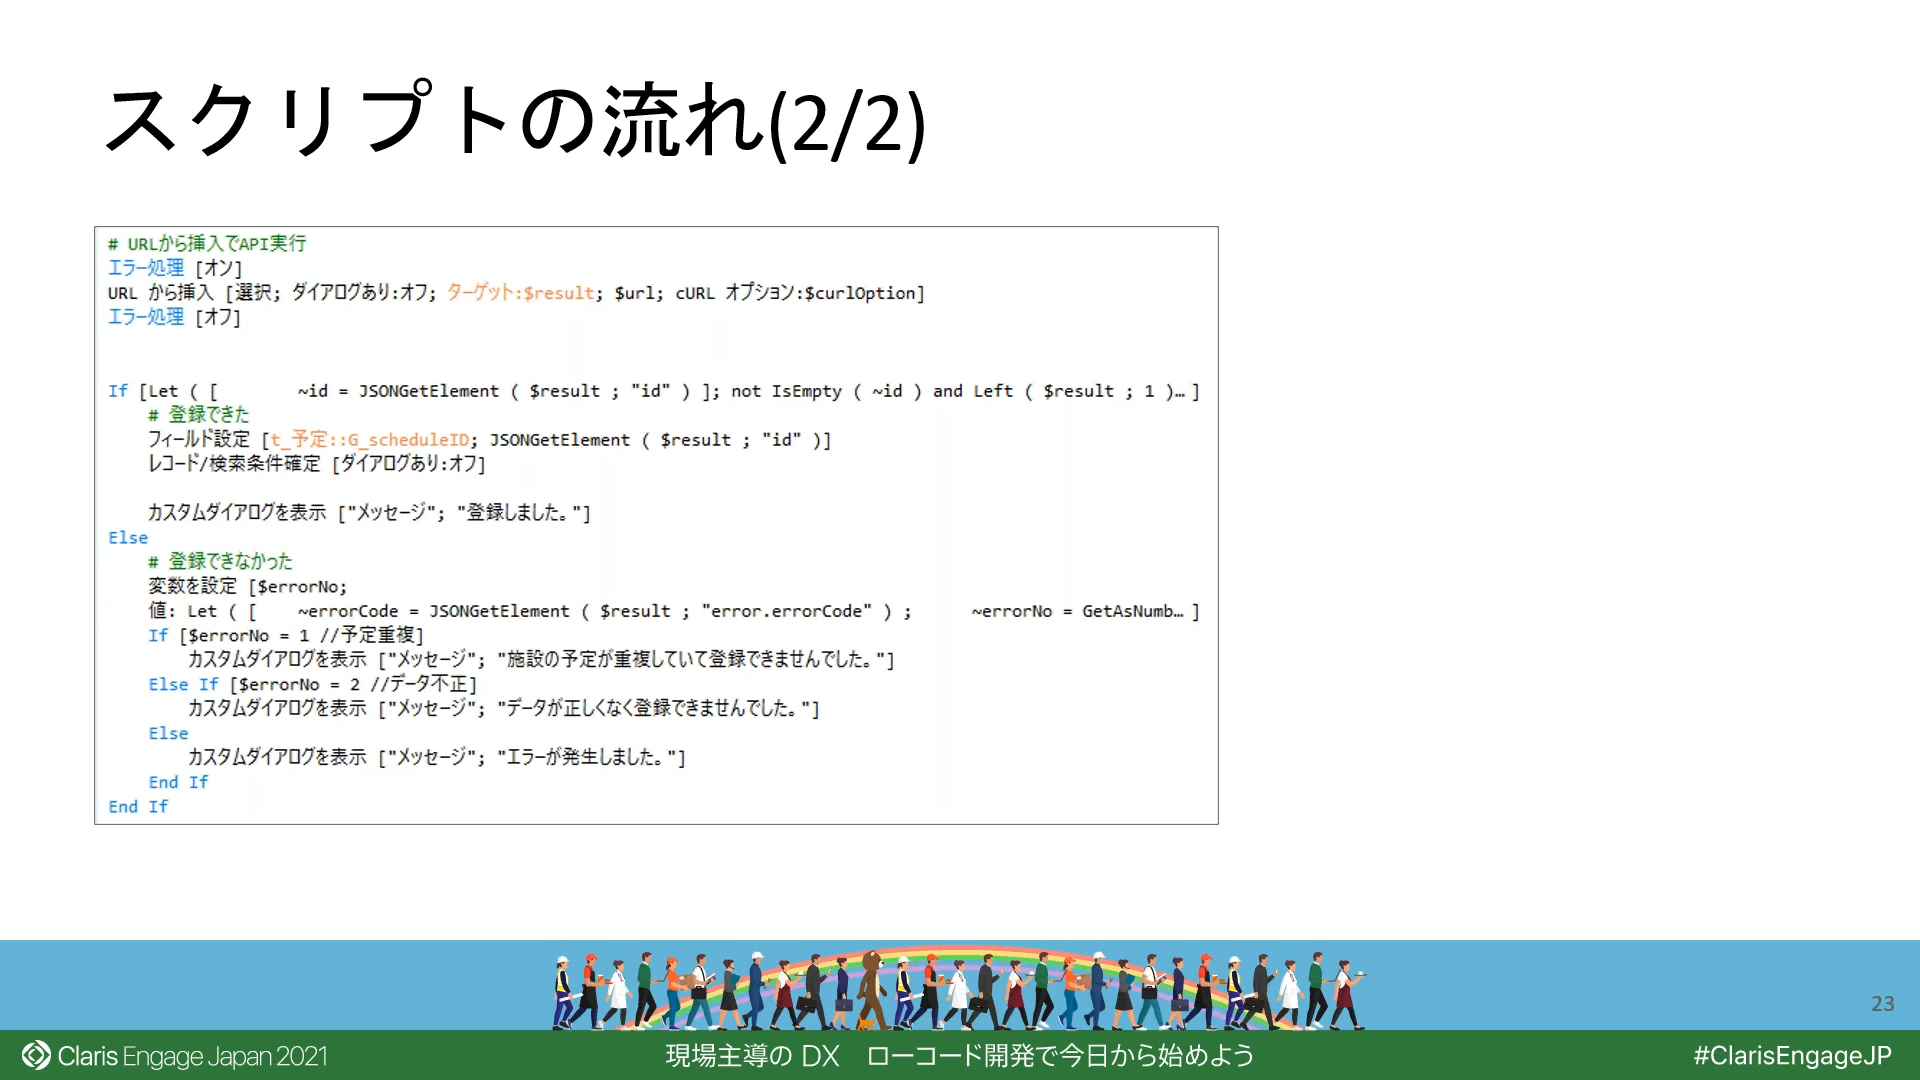 スクリプトの流れ(2/2)
# URLから挿入でAPI実行
エラー処理 [オン]
URL から挿入 [選択; ダイアログあり:オフ; ターゲット:$result; $url; cURL オプション:$curlOption]
エラー処理 [オフ]
If [Let ( [ ~id = JSONGetElement ( $result ; "id" ) ]; not IsEmpty ( ~id ) and Left ( $result ; 1 )… ]
# 登録できた
フィールド設定 [t_予定::G_scheduleID; JSONGetElement ( $result ; "id" )]
レコード/検索条件確定 [ダイアログあり:オフ]
カスタムダイアログを表示 ["メッセージ"; "登録しました。"]
Else
# 登録できなかった
変数を設定 [$errorNo;
値: Let ( [ ~errorCode = JSONGetElement ( $result ; "error.errorCode" ) ; ~errorNo = GetAsNumb… ]
If [$errorNo = 1 //予定重複]
カスタムダイアログを表示 ["メッセージ"; "施設の予定が重複していて登録できませんでした。"]
Else If [$errorNo = 2 //データ不正]
カスタムダイアログを表示 ["メッセージ"; "データが正しくなく登録できませんでした。"]
Else
カスタムダイアログを表示 ["メッセージ"; "エラーが発生しました。"]
End If
End If
23
Claris Engage Japan 2021
現場主導の DX ローコード開発で今日から始めよう
#ClarisEngageJP